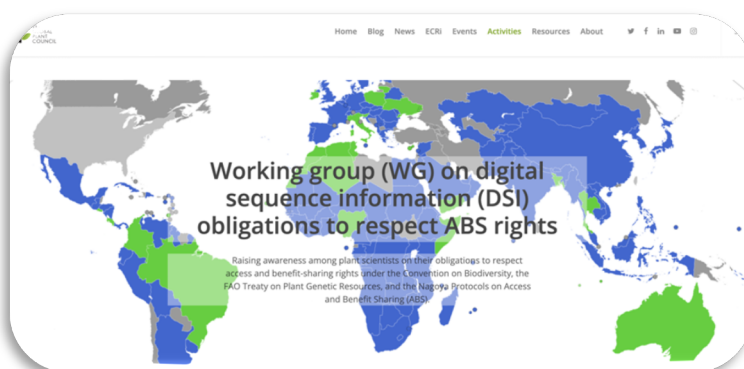 PLANT
COUNCIL
Home Blog News ECRi Events Activities Resources About
Working group (WG) on digital
sequence information (DSI)
obligations to respect ABS rights
Raising awareness among plant scientists on their obligations to respect
access and benefit-sharing rights under the Convention on Biodiversity, the
FAO Treaty on Plant Genetic Resources, and the Nagoya Protocols on Access
and Benefit Sharing (ABS).